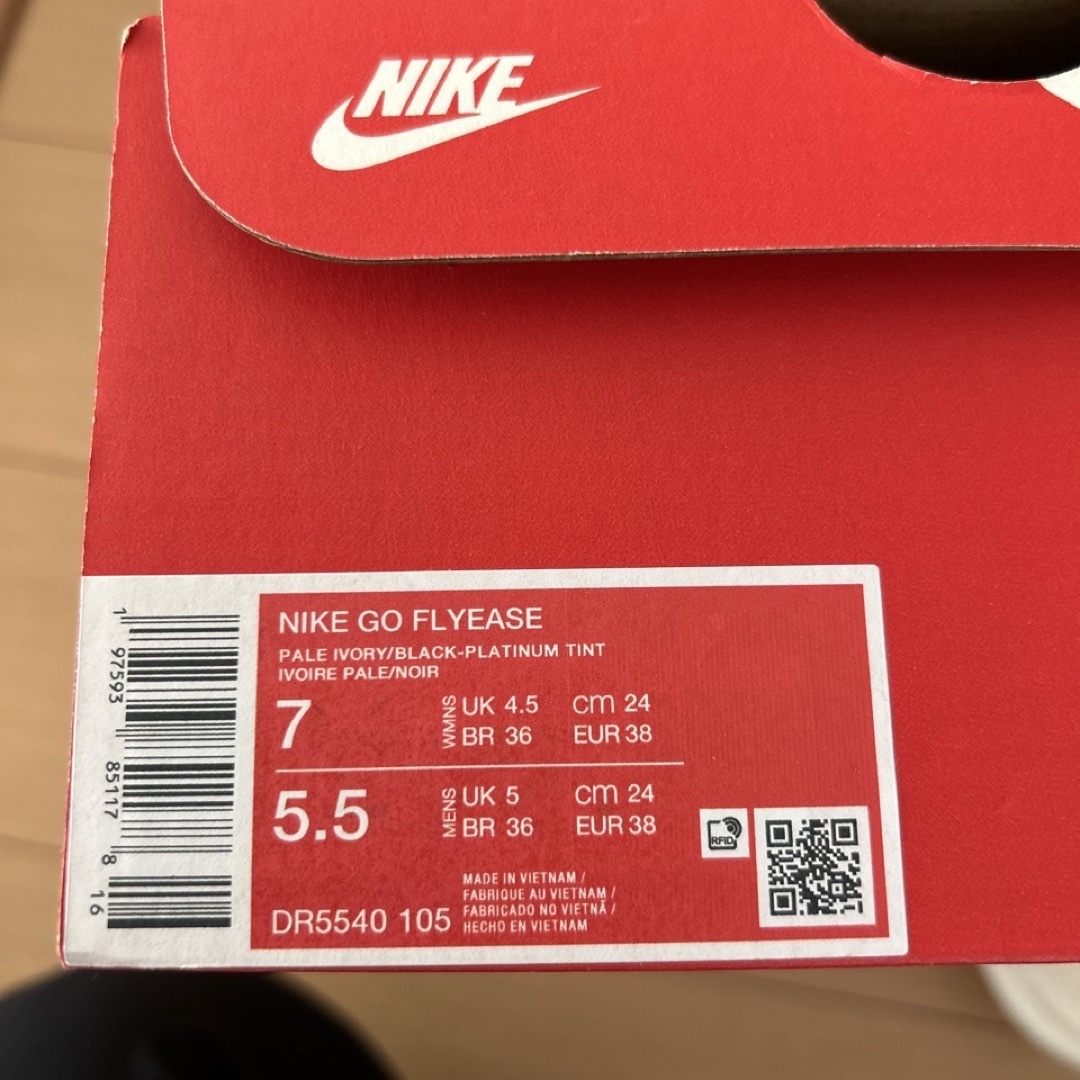 NIKE
NIKE GO FLYEASE
PALE IVORY/BLACK-PLATINUM TINT
IVOIRE PALE/NOIR
7
WMNS
UK 4.5 cm 24
BR 36 EUR 38
5.5
MENS
UK 5 cm 24
BR 36 EUR 38
RFID
MADE IN VIETNAM /
FABRIQUE AU VIETNAM /
FABRICADO NO VIETNÃ /
HECHO EN VIETNAM
DR5540 105
1 97593 85117 8 16